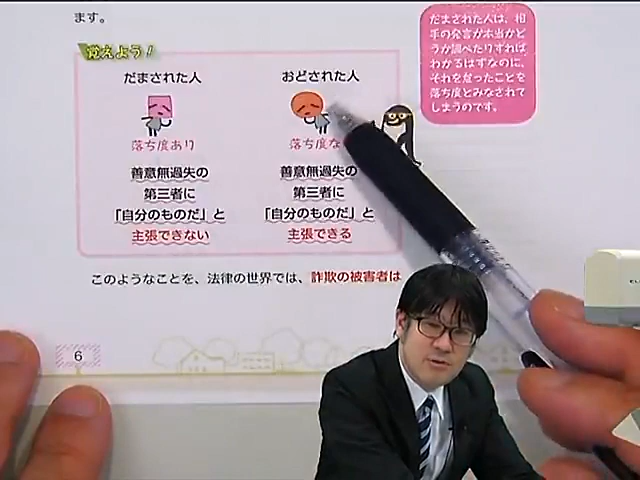 ます。
覚えよう!
だまされた人
おどされた人
落ち度あり
落ち度な
善意無過失の
第三者に
「自分のものだ」と
主張できない
善意無過失の
第三者に
「自分のものだ」と
主張できる
だまされた人は、相
手の発言が本当かど
うか調べたりすれば
わかるはずなのに、
それを怠ったことを
落ち度とみなされて
しまうのです。
このようなことを、法律の世界では、詐欺の被害者は
6